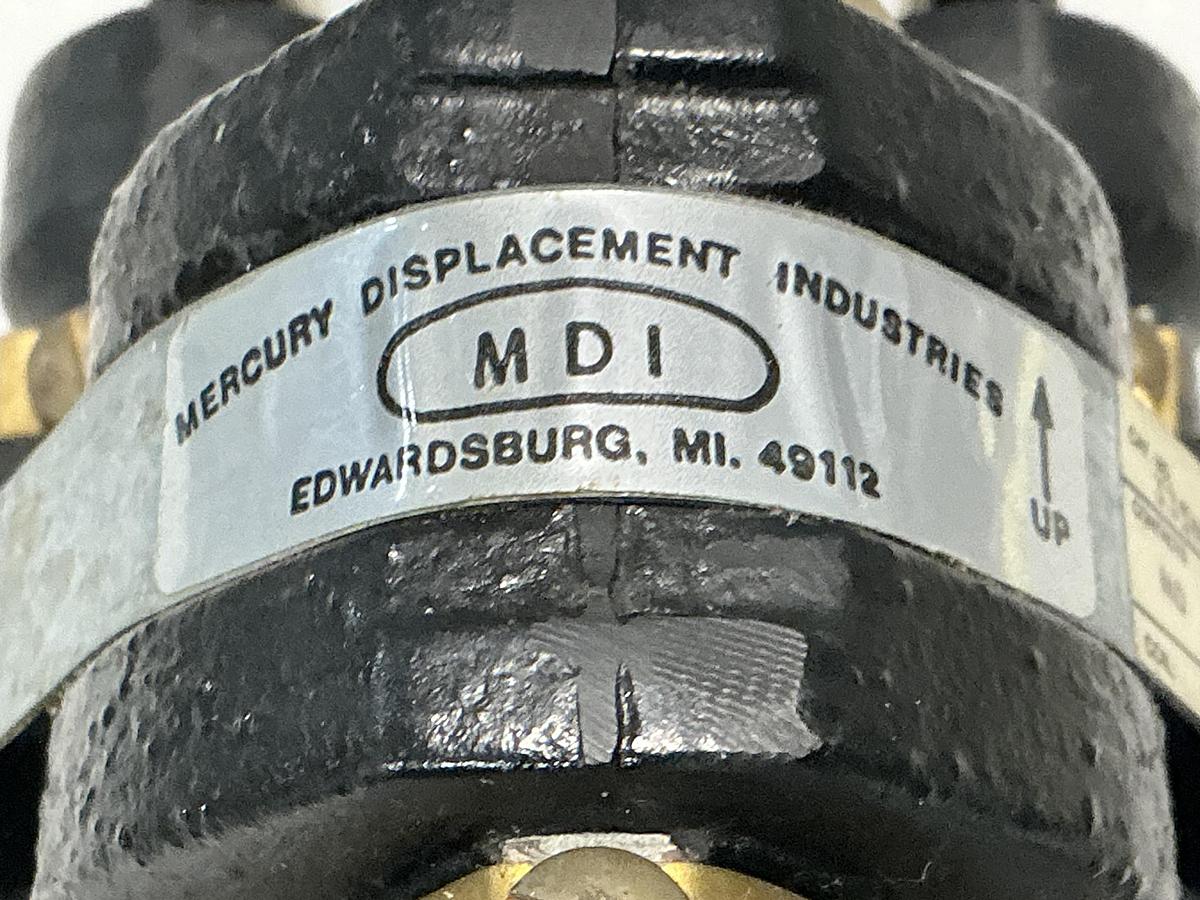 MERCURY DISPLACEMENT INDUSTRIES
MDI
EDWARDSBURG, MI. 49112
UP